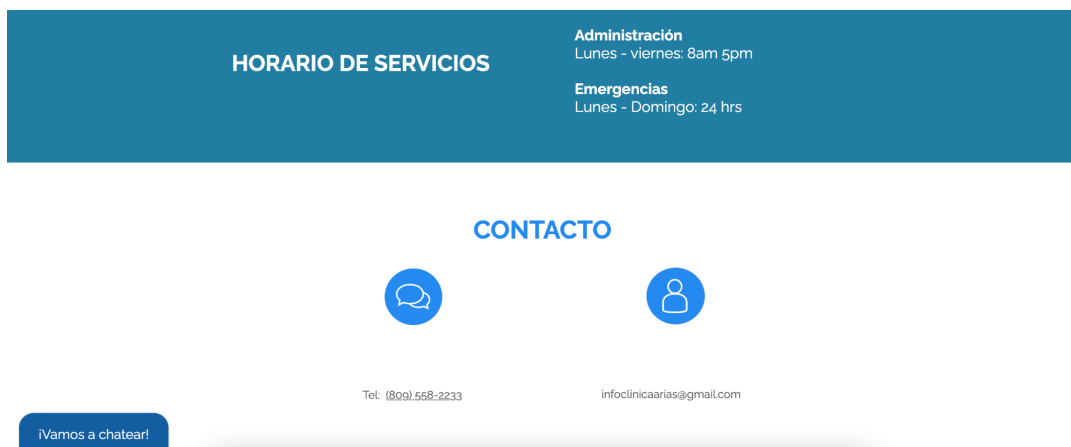 HORARIO DE SERVICIOS
Administración
Lunes - viernes: 8am 5pm
Emergencias
Lunes - Domingo: 24 hrs
CONTACTO
Tel: (809) 558-2233
infoclinicaarias@gmail.com
¡Vamos a chatear!